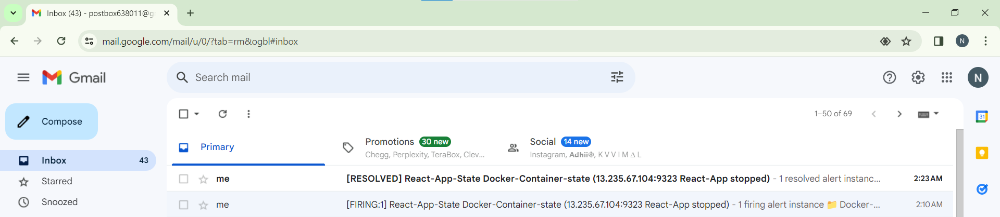 Inbox (43) - postbox638011@g
mail.google.com/mail/u/0/?tab=rm&ogbl#inbox
N
Gmail
Search mail
N
Compose
1–50 of 69
31
Primary
Promotions 30 new
Chegg, Perplexity, TeraBox, Clev...
Social 14 new
Instagram, Adhii, K V V I M Δ L
Inbox 43
Starred
Snoozed
me [RESOLVED] React-App-State Docker-Container-state (13.235.67.104:9323 React-App stopped) - 1 resolved alert instanc... 2:23 AM
me [FIRING:1] React-App-State Docker-Container-state (13.235.67.104:9323 React-App stopped) - 1 firing alert instance 📁 Docker-... 2:10 AM